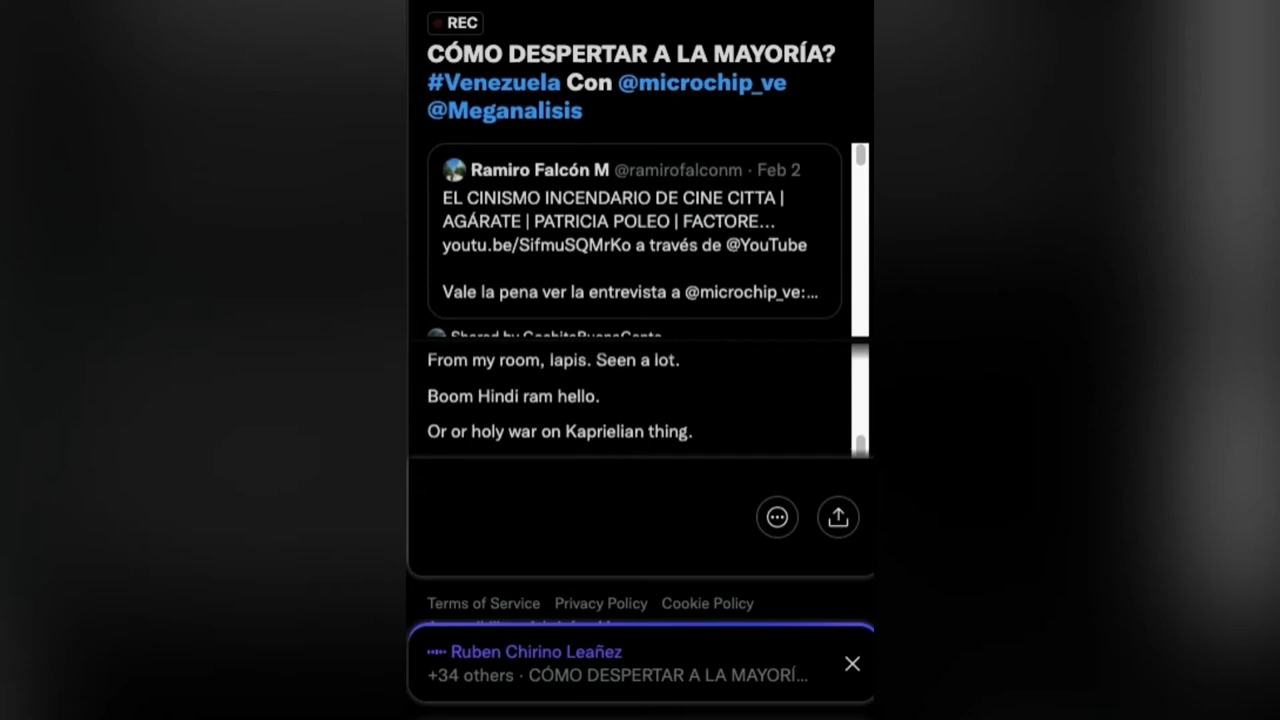 REC
CÓMO DESPERTAR A LA MAYORÍA?
#Venezuela Con @microchip_ve
@Meganalisis
Ramiro Falcón M @ramirofalconm · Feb 2
EL CINISMO INCENDARIO DE CINE CITTA |
AGÁRATE | PATRICIA POLEO | FACTORE...
youtu.be/SifmuSQMrKo a través de @YouTube
Vale la pena ver la entrevista a @microchip_ve:...
Shared by
From my room, lapis. Seen a lot.
Boom Hindi ram hello.
Or or holy war on Kaprielian thing.
Terms of Service Privacy Policy Cookie Policy
Ruben Chirino Leañez
+34 others · CÓMO DESPERTAR A LA MAYORÍ...